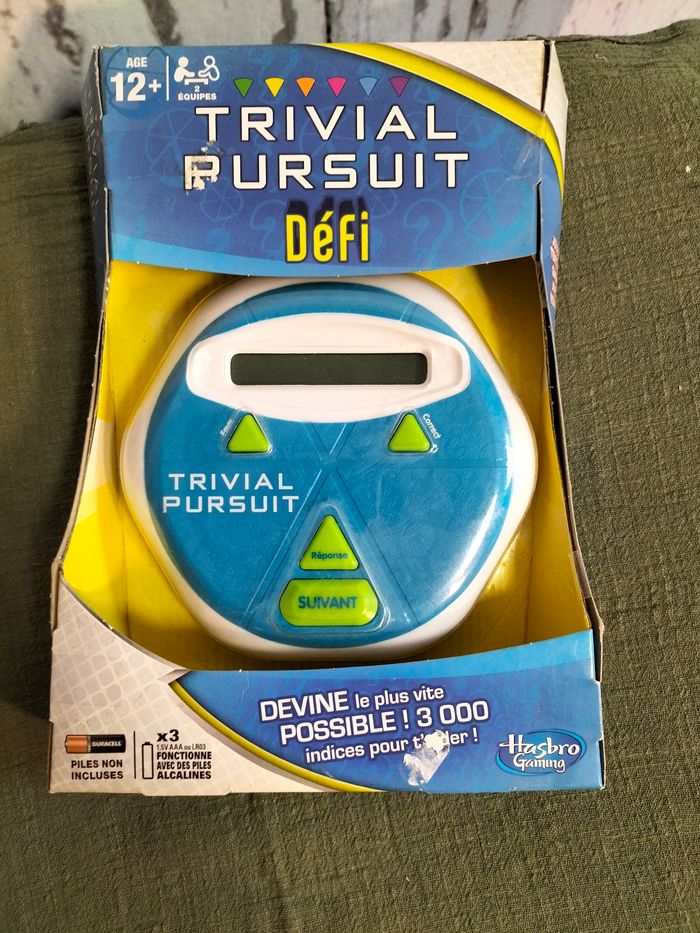 AGE
12+
2
ÉQUIPES
TRIVIAL
PURSUIT
Défi
Correct
TRIVIAL
PURSUIT
Réponse
SUIVANT
DEVINE le plus vite
POSSIBLE ! 3 000
indices pour !
DURACELL
PILES NON
INCLUSES
x3
1.5V AAA ou LR03
FONCTIONNE
AVEC DES PILES
ALCALINES
Hasbro
Gaming